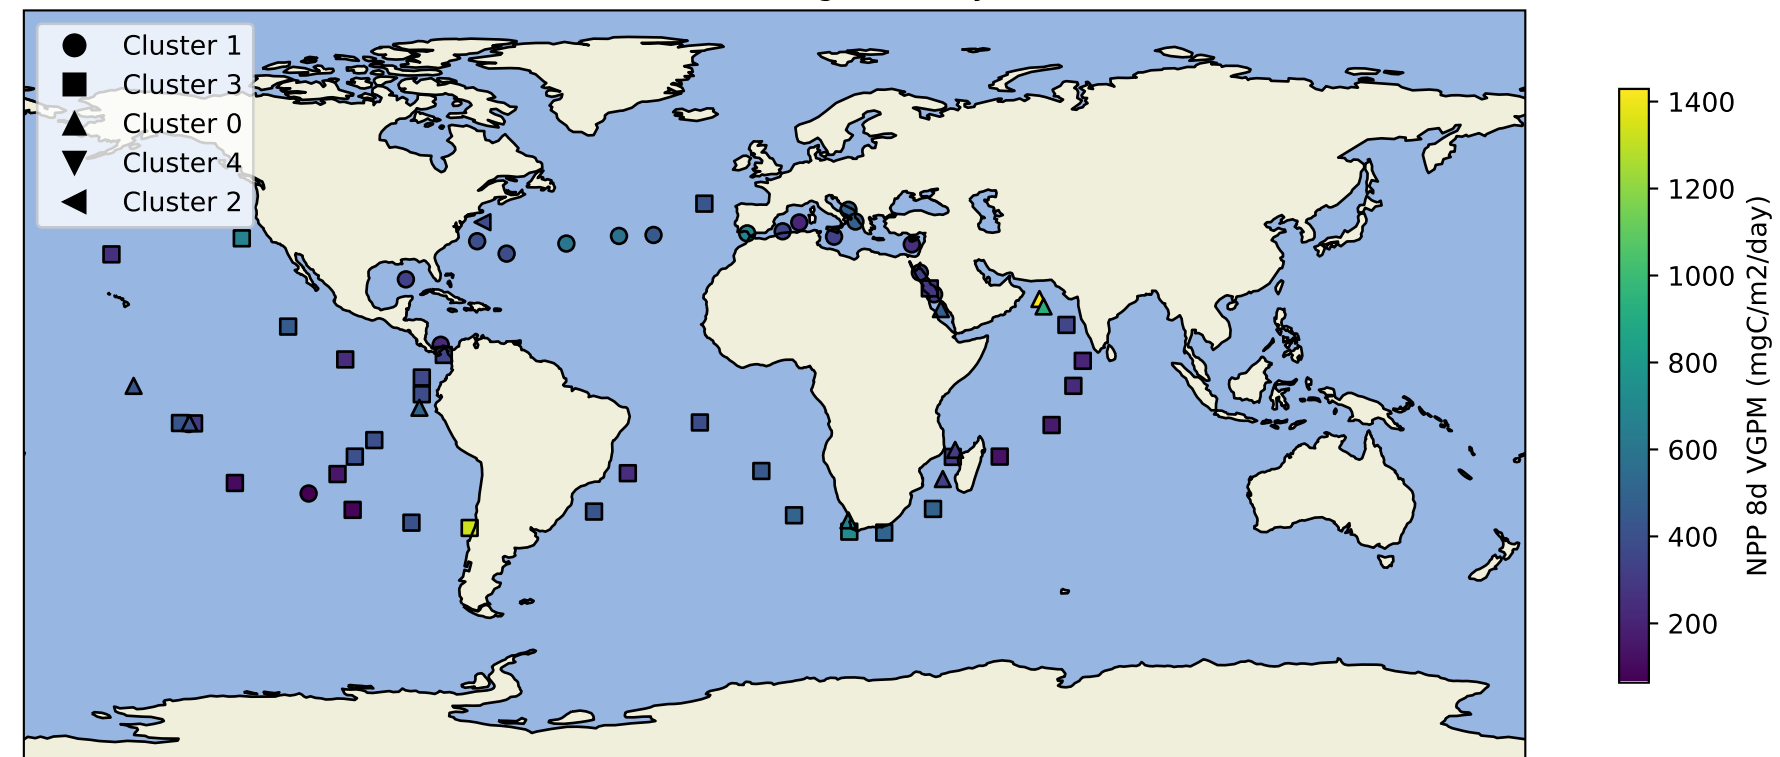 Cluster 1
Cluster 3
Cluster 0
Cluster 4
Cluster 2
1400
1200
1000
800
600
400
200
NPP 8d VGPM (mgC/m2/day)